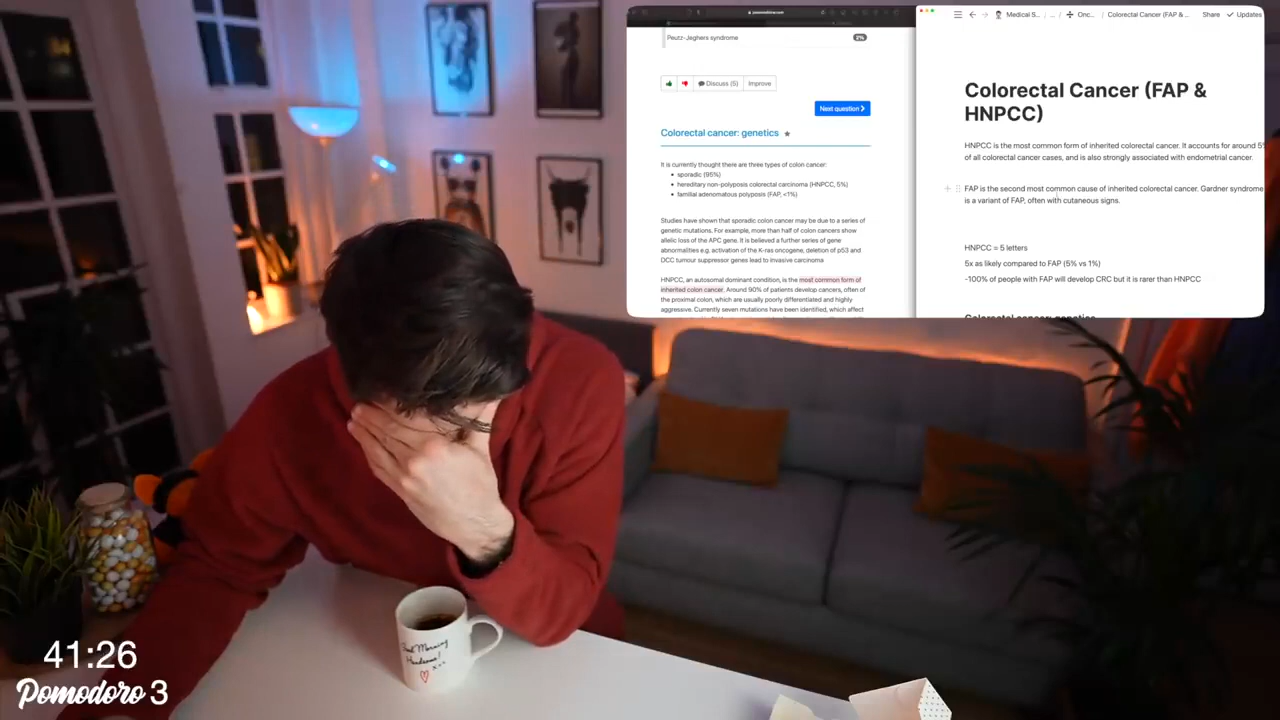 passmedicine.com
Peutz-Jeghers syndrome
2%
Discuss (5)
Improve
Next question
Colorectal cancer: genetics
It is currently thought there are three types of colon cancer:
sporadic (95%)
hereditary non-polyposis colorectal carcinoma (HNPCC, 5%)
familial adenomatous polyposis (FAP, <1%)
Studies have shown that sporadic colon cancer may be due to a series of
genetic mutations. For example, more than half of colon cancers show
allelic loss of the APC gene. It is believed a further series of gene
abnormalities e.g. activation of the K-ras oncogene, deletion of p53 and
DCC tumour suppressor genes lead to invasive carcinoma
HNPCC, an autosomal dominant condition, is the most common form of
inherited colon cancer. Around 90% of patients develop cancers, often of
the proximal colon, which are usually poorly differentiated and highly
aggressive. Currently seven mutations have been identified, which affect
Medical S... / ... / Onc... / Colorectal Cancer (FAP & ...
Share
Updates
Colorectal Cancer (FAP &
HNPCC)
HNPCC is the most common form of inherited colorectal cancer. It accounts for around 5%
of all colorectal cancer cases, and is also strongly associated with endometrial cancer.
FAP is the second most common cause of inherited colorectal cancer. Gardner syndrome
is a variant of FAP, often with cutaneous signs.
HNPCC = 5 letters
5x as likely compared to FAP (5% vs 1%)
-100% of people with FAP will develop CRC but it is rarer than HNPCC
Colorectal cancer: genetics
Good Morning
Handsome!
xxx
41:26
Pomodoro 3